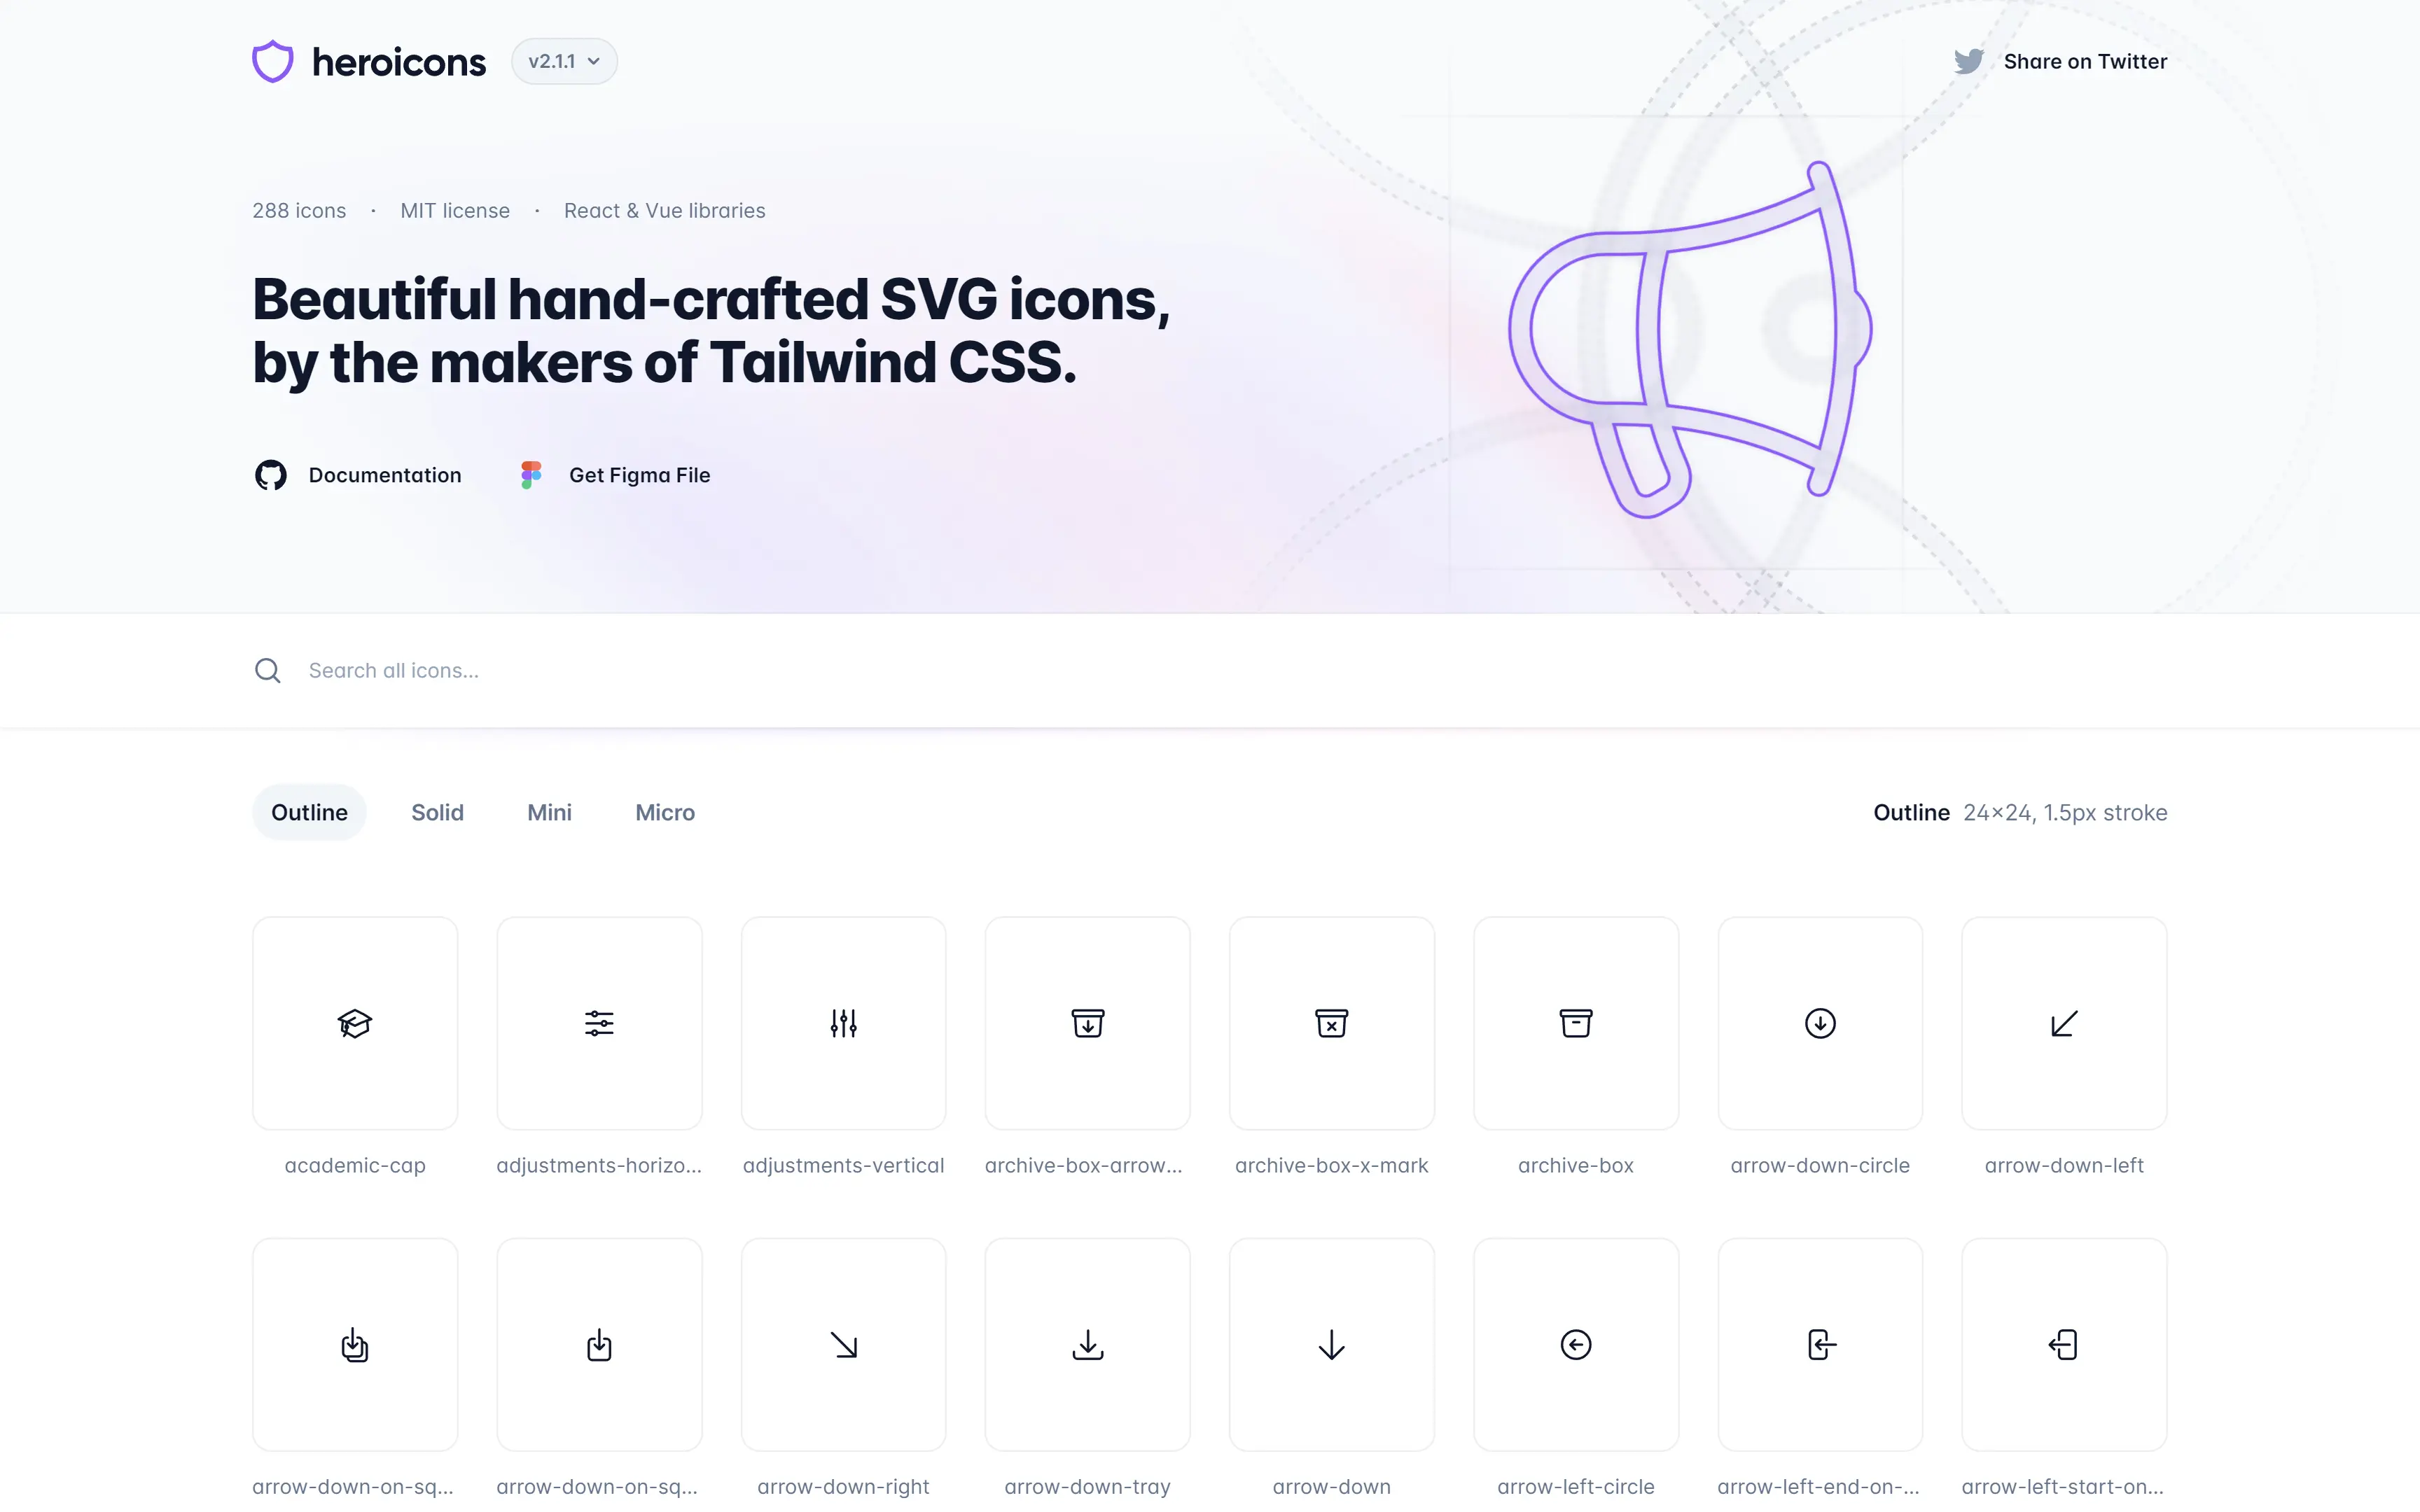 heroicons
v2.1.1
Share on Twitter
288 icons · MIT license · React & Vue libraries
Beautiful hand-crafted SVG icons,
by the makers of Tailwind CSS.
Documentation
Get Figma File
Search all icons...
Outline Solid Mini Micro
Outline 24×24, 1.5px stroke
academic-cap
adjustments-horizo...
adjustments-vertical
archive-box-arrow...
archive-box-x-mark
archive-box
arrow-down-circle
arrow-down-left
arrow-down-on-sq...
arrow-down-on-sq...
arrow-down-right
arrow-down-tray
arrow-down
arrow-left-circle
arrow-left-end-on-...
arrow-left-start-on...